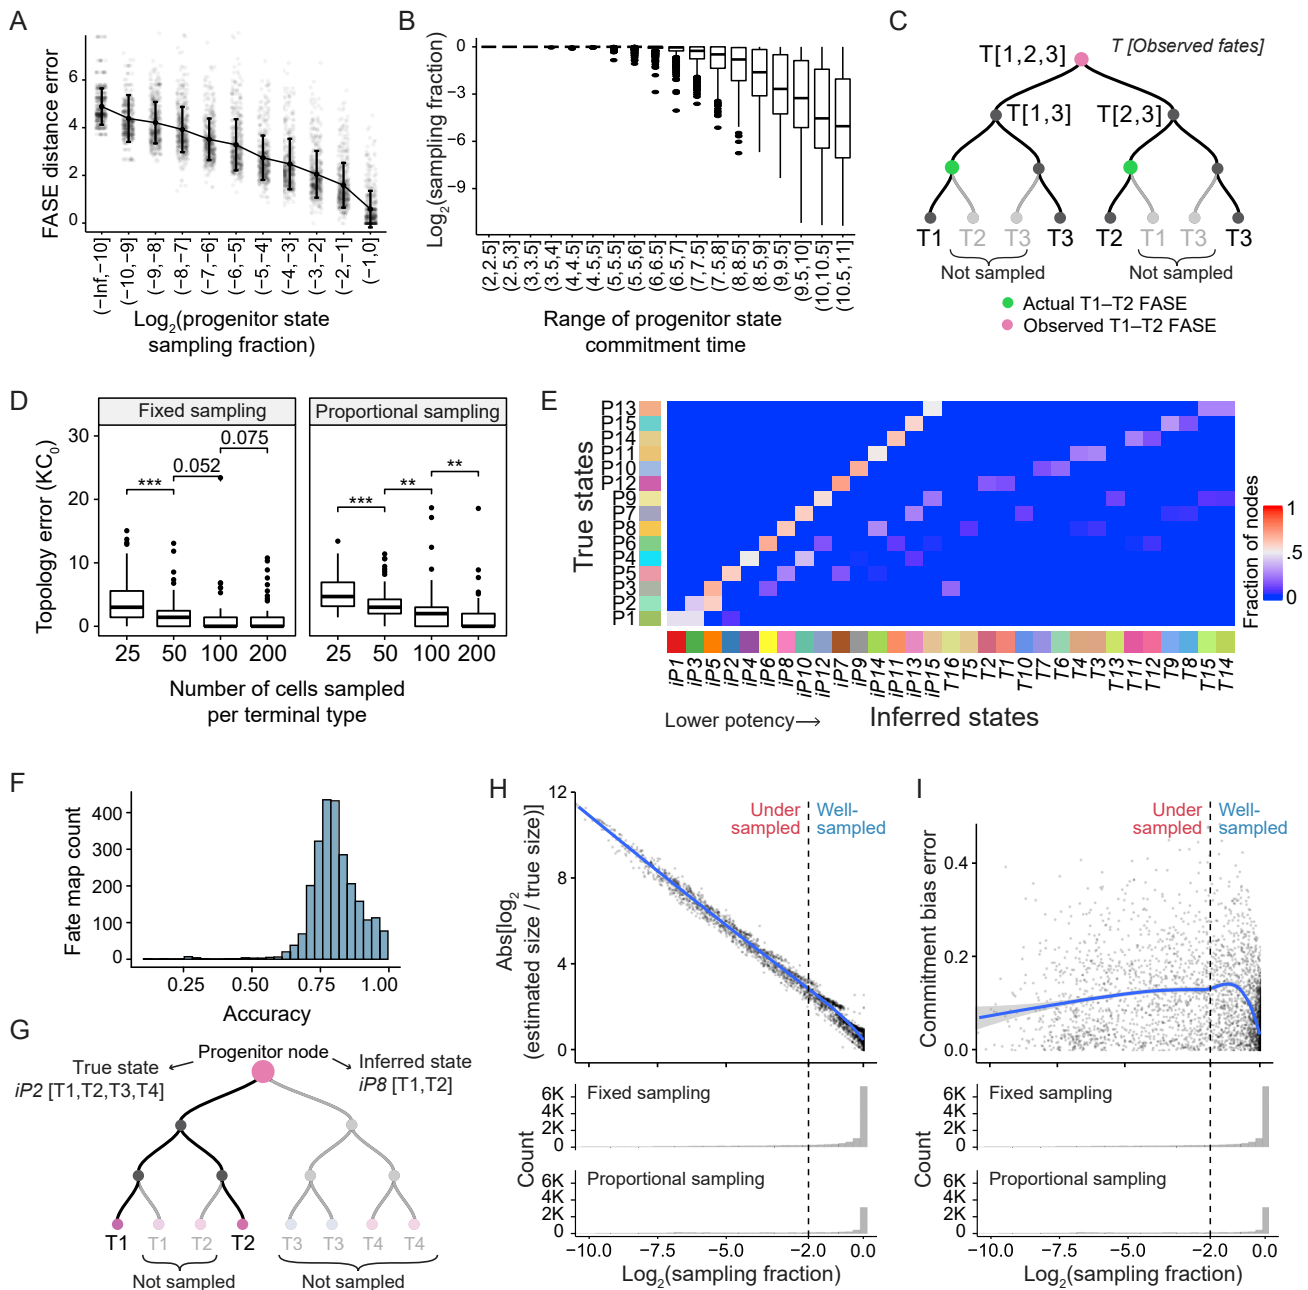 A
FASE distance error
6
4
2
0
(−Inf,−10]
(−10,−9]
(−9,−8]
(−8,−7]
(−7,−6]
(−6,−5]
(−5,−4]
(−4,−3]
(−3,−2]
(−2,−1]
(−1,0]
Log2(progenitor state
sampling fraction)
B
Log2(sampling fraction)
0
−3
−6
−9
(2,2.5]
(2.5,3]
(3,3.5]
(3.5,4]
(4,4.5]
(4.5,5]
(5,5.5]
(5.5,6]
(6,6.5]
(6.5,7]
(7,7.5]
(7.5,8]
(8,8.5]
(8.5,9]
(9,9.5]
(9.5,10]
(10,10.5]
(10.5,11]
Range of progenitor state
commitment time
C
T [Observed fates]
T[1,2,3]
T[1,3]
T[2,3]
T1
T2
T3
T3
T2
T1
T3
T3
Not sampled
Not sampled
Actual T1–T2 FASE
Observed T1–T2 FASE
D
Topology error (KC0)
Fixed sampling
Proportional sampling
30
20
10
0
***
0.052
0.075
***
**
**
25
50
100
200
25
50
100
200
Number of cells sampled
per terminal type
E
True states
P13
P15
P14
P11
P10
P12
P9
P7
P8
P6
P4
P5
P3
P2
P1
iP1
iP3
iP5
iP2
iP4
iP6
iP8
iP10
iP12
iP7
iP9
iP14
iP11
iP13
iP15
T16
T5
T2
T1
T10
T7
T6
T4
T3
T13
T11
T12
T9
T8
T15
T14
Lower potency→
Inferred states
Fraction of nodes
1
.5
0
F
Fate map count
400
300
200
100
0
0.25
0.50
0.75
1.00
Accuracy
G
Progenitor node
True state
iP2 [T1,T2,T3,T4]
Inferred state
iP8 [T1,T2]
T1
T1
T2
T2
T3
T3
T4
T4
Not sampled
Not sampled
H
Abs[log2
(estimated size / true size)]
12
8
4
0
Under
sampled
Well-
sampled
Count
Fixed sampling
6K
4K
2K
0
Proportional sampling
6K
4K
2K
0
−10.0
−7.5
−5.0
−2.0
0.0
Log2(sampling fraction)
I
Commitment bias error
0.4
0.2
0.0
Under
sampled
Well-
sampled
Count
Fixed sampling
6K
4K
2K
0
Proportional sampling
6K
4K
2K
0
−10.0
−7.5
−5.0
−2.0
0.0
Log2(sampling fraction)